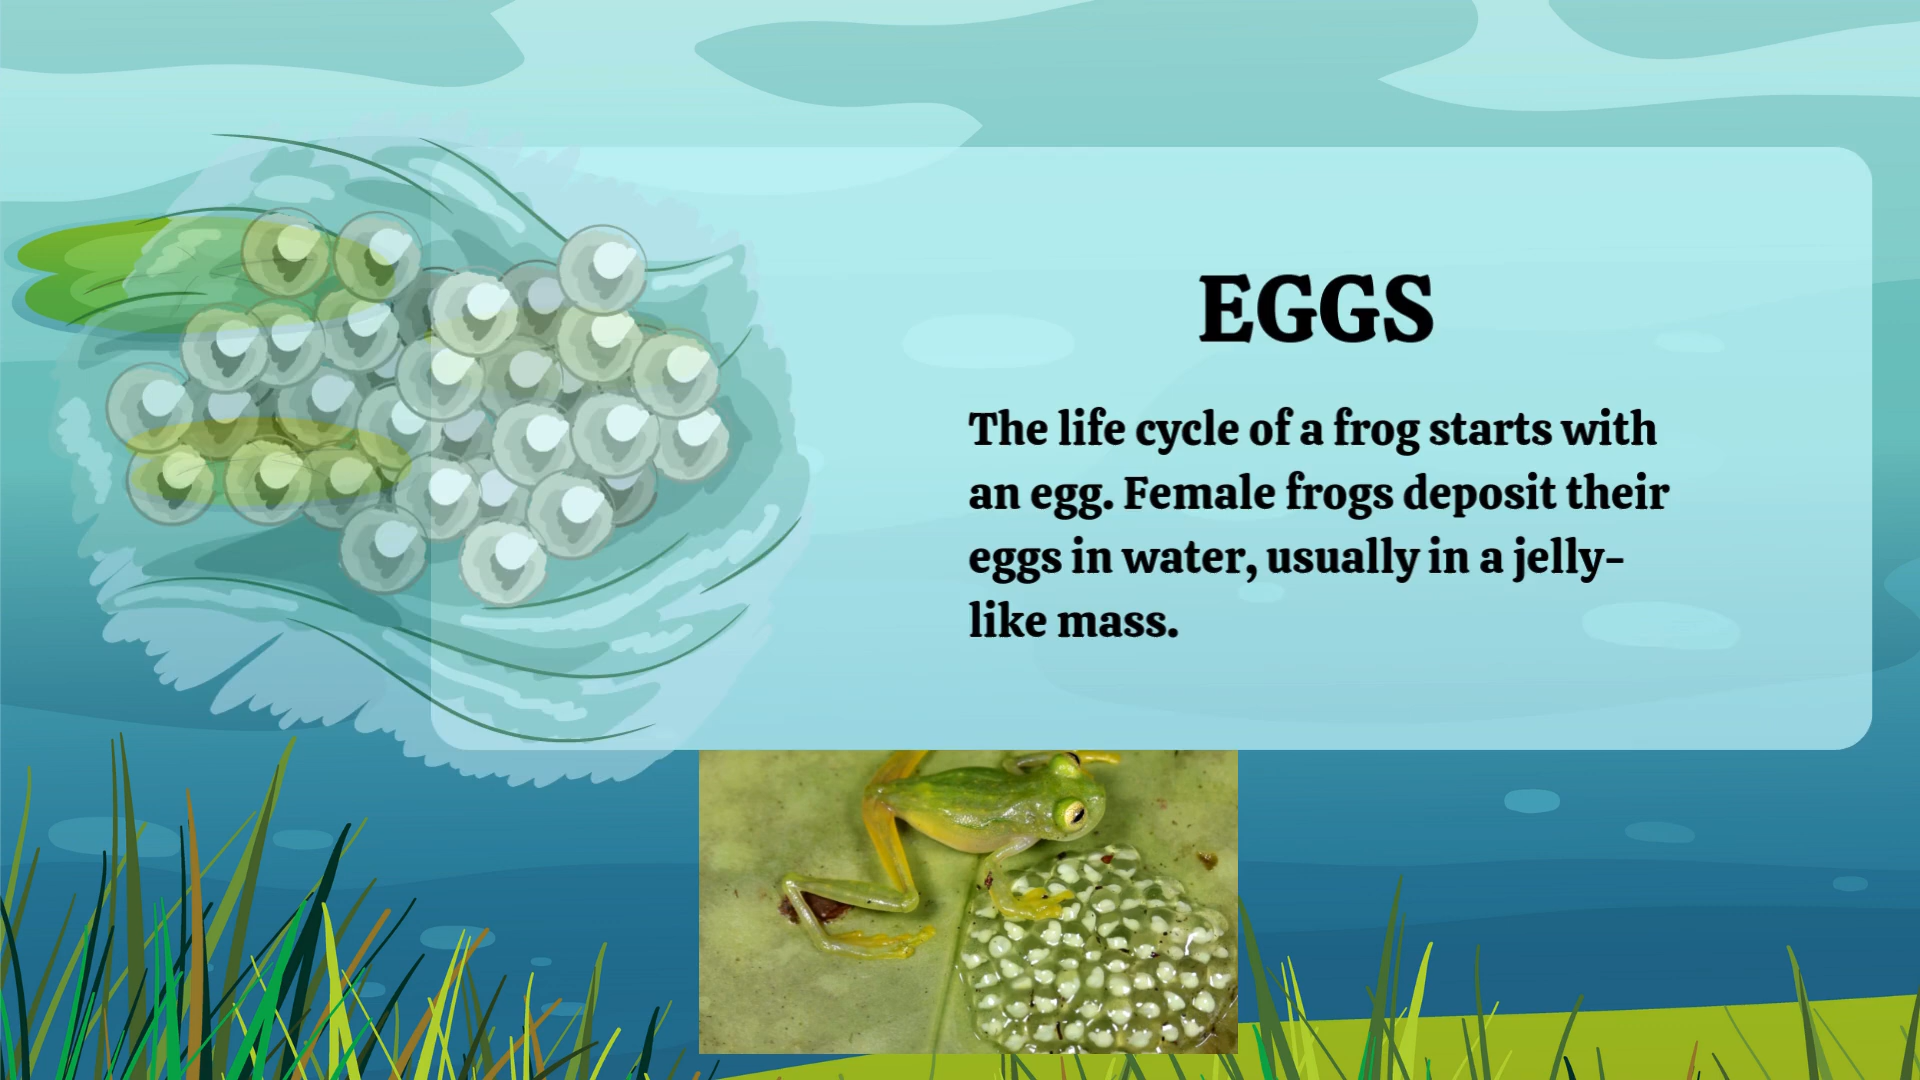 EGGS
The life cycle of a frog starts with
an egg. Female frogs deposit their
eggs in water, usually in a jelly-
like mass.